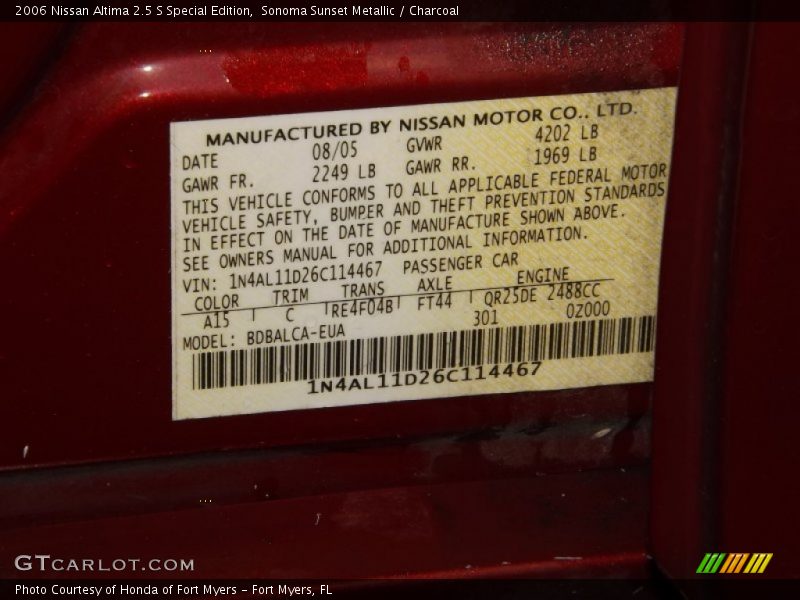 2006 Nissan Altima 2.5 S Special Edition,  Sonoma Sunset Metallic / Charcoal
MANUFACTURED BY NISSAN MOTOR CO., LTD.
DATE 08/05 GVWR 4202 LB
GAWR FR. 2249 LB GAWR RR. 1969 LB
THIS VEHICLE CONFORMS TO ALL APPLICABLE FEDERAL MOTOR
VEHICLE SAFETY, BUMPER AND THEFT PREVENTION STANDARDS
IN EFFECT ON THE DATE OF MANUFACTURE SHOWN ABOVE.
SEE OWNERS MANUAL FOR ADDITIONAL INFORMATION.
VIN: 1N4AL11D26C114467 PASSENGER CAR
COLOR TRIM TRANS AXLE ENGINE
A15 C RE4F04B FT44 QR25DE 2488CC
MODEL: BDBALCA-EUA 301 02000
1N4AL11D26C114467
GTCARLOT.COM
Photo Courtesy of Honda of Fort Myers - Fort Myers, FL